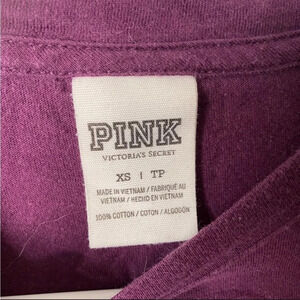 PINK
VICTORIA'S SECRET
XS | TP
MADE IN VIETNAM / FABRIQUÉ AU
VIETNAM / HECHO EN VIETNAM
100% COTTON / COTON / ALGODÓN